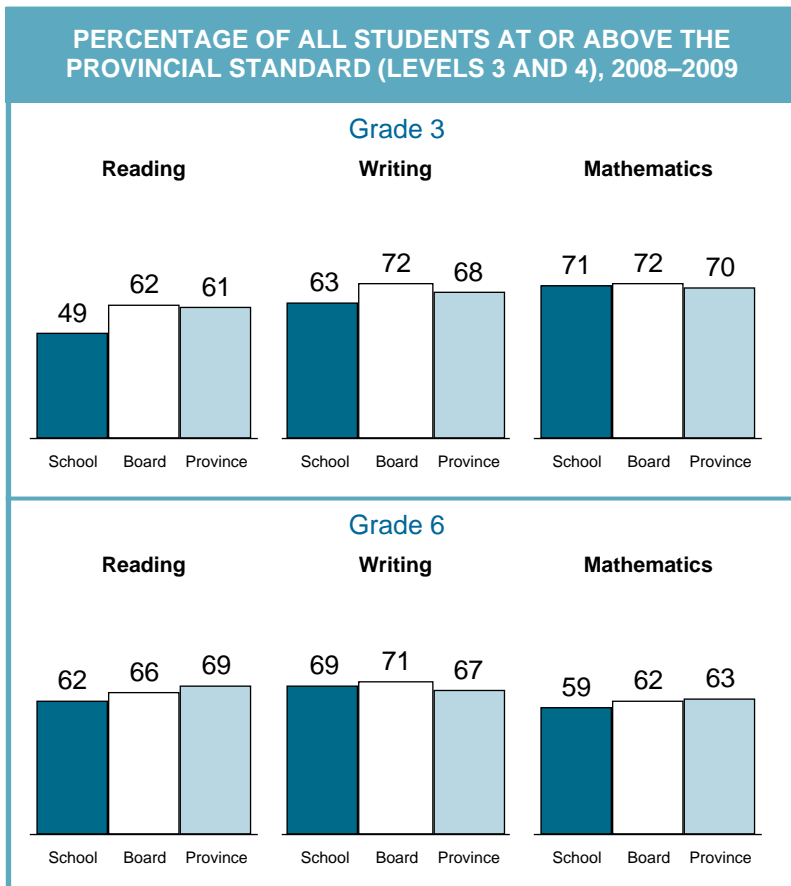 PERCENTAGE OF ALL STUDENTS AT OR ABOVE THE
PROVINCIAL STANDARD (LEVELS 3 AND 4), 2008–2009
Grade 3
Reading Writing Mathematics
49 62 61 63 72 68 71 72 70
School Board Province School Board Province School Board Province
Grade 6
Reading Writing Mathematics
62 66 69 69 71 67 59 62 63
School Board Province School Board Province School Board Province